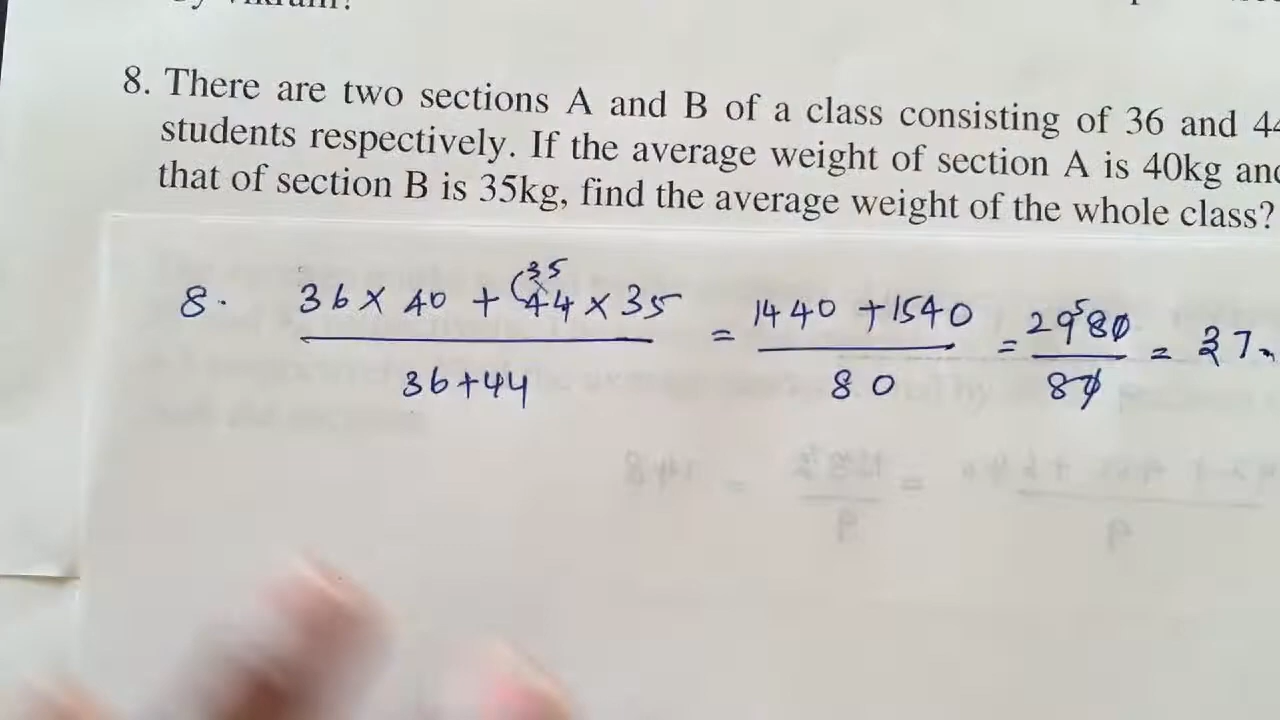 8. There are two sections A and B of a class consisting of 36 and 44
students respectively. If the average weight of section A is 40kg and
that of section B is 35kg, find the average weight of the whole class?
35
8. 36 × 40 + 44 × 35 = 1440 + 1540 = 2980 = 37.
36+44 80 80